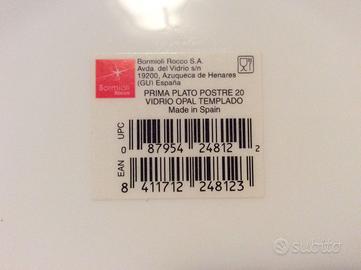 Bormioli Rocco S.A.
Avda. del Vidrio s/n
19200, Azuqueca de Henares
(GU) España
Bormioli
Rocco
PRIMA PLATO POSTRE 20
VIDRIO OPAL TEMPLADO
Made in Spain
UPC
0 87954 24812 2
EAN
8 411712 248123
subito